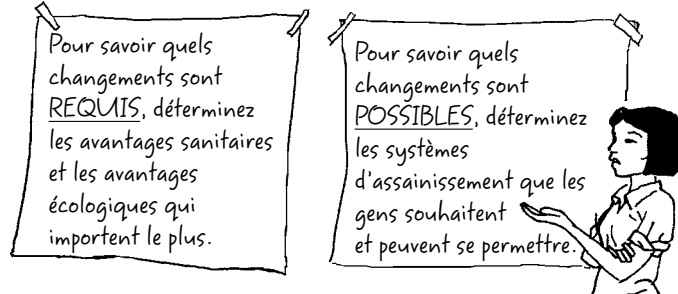 Pour savoir quels
changements sont
REQUIS, déterminez
les avantages sanitaires
et les avantages
écologiques qui
importent le plus.
Pour savoir quels
changements sont
POSSIBLES, déterminez
les systèmes
d'assainissement que les
gens souhaitent
et peuvent se permettre.